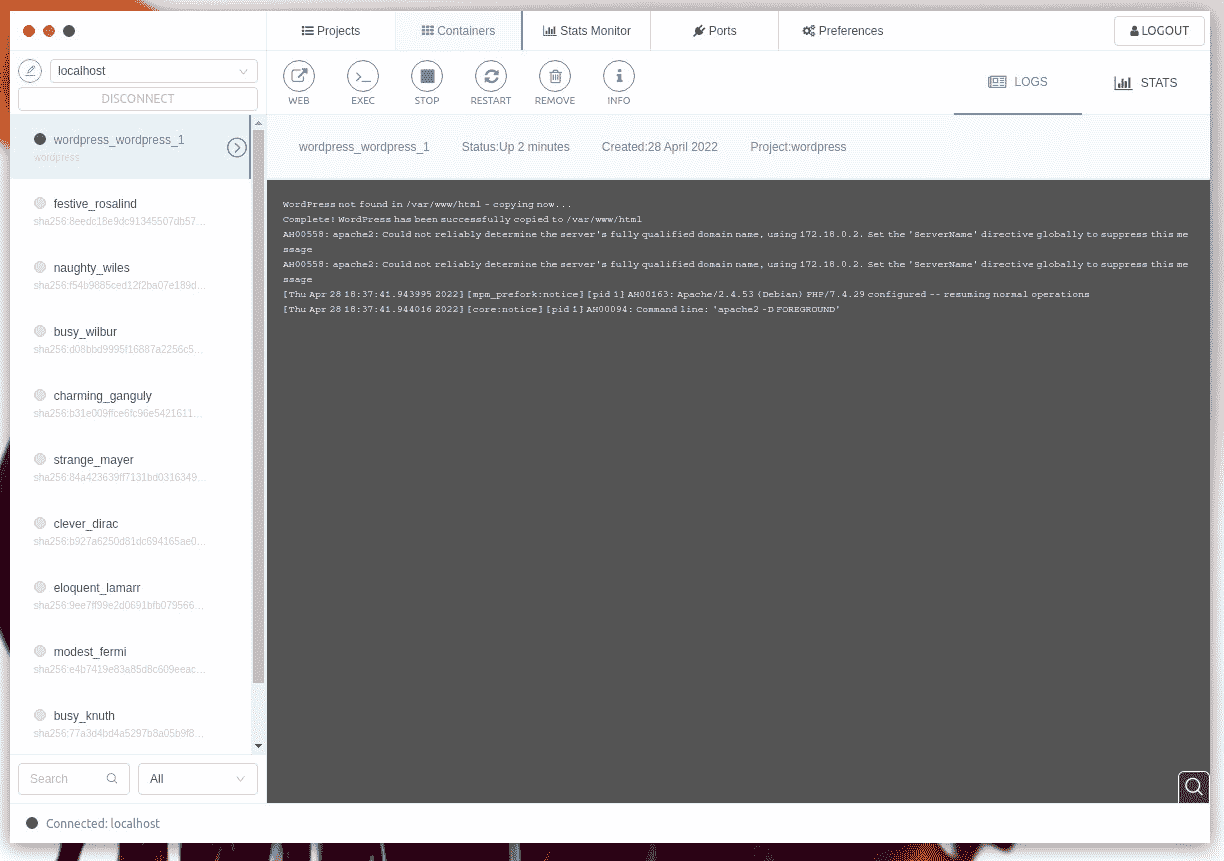 Projects
Containers
Stats Monitor
Ports
Preferences
LOGOUT
localhost
DISCONNECT
WEB
EXEC
STOP
RESTART
REMOVE
INFO
LOGS
STATS
wordpress_wordpress_1
wordpress
festive_rosalind
sha256:8eedc18e9dc91345507db57...
naughty_wiles
sha256:f54b9885ced12f2ba07e189d...
busy_wilbur
sha256:d08bbd9995f16887a2256c5...
charming_ganguly
sha256:b31e009ffce6fc96e5421611...
strange_mayer
sha256:84a423639ff7131bd0316349...
clever_dirac
sha256:b927a6250d81dc694165ae0...
eloquent_lamarr
sha256:9ee7ff99e2d0691bfb079566...
modest_fermi
sha256:e4b7419e83a85d8c609eeac...
busy_knuth
sha256:77a3d4bd4a5297b8a05b9f8...
Search
All
wordpress_wordpress_1
Status:Up 2 minutes
Created:28 April 2022
Project:wordpress
WordPress not found in /var/www/html - copying now...
Complete! WordPress has been successfully copied to /var/www/html
AH00558: apache2: Could not reliably determine the server's fully qualified domain name, using 172.18.0.2. Set the 'ServerName' directive globally to suppress this me
ssage
AH00558: apache2: Could not reliably determine the server's fully qualified domain name, using 172.18.0.2. Set the 'ServerName' directive globally to suppress this me
ssage
[Thu Apr 28 18:37:41.943995 2022] [mpm_prefork:notice] [pid 1] AH00163: Apache/2.4.53 (Debian) PHP/7.4.29 configured -- resuming normal operations
[Thu Apr 28 18:37:41.944016 2022] [core:notice] [pid 1] AH00094: Command line: 'apache2 -D FOREGROUND'
Connected: localhost